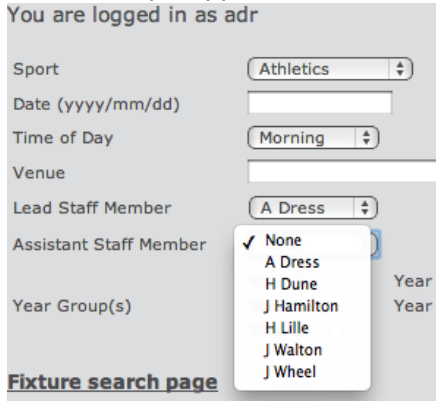 You are logged in as adr
Sport Athletics
Date (yyyy/mm/dd)
Time of Day Morning
Venue
Lead Staff Member A Dress
Assistant Staff Member ✓ None
A Dress
H Dune Year
Year Group(s) J Hamilton Year
H Lille
J Walton
J Wheel
Fixture search page